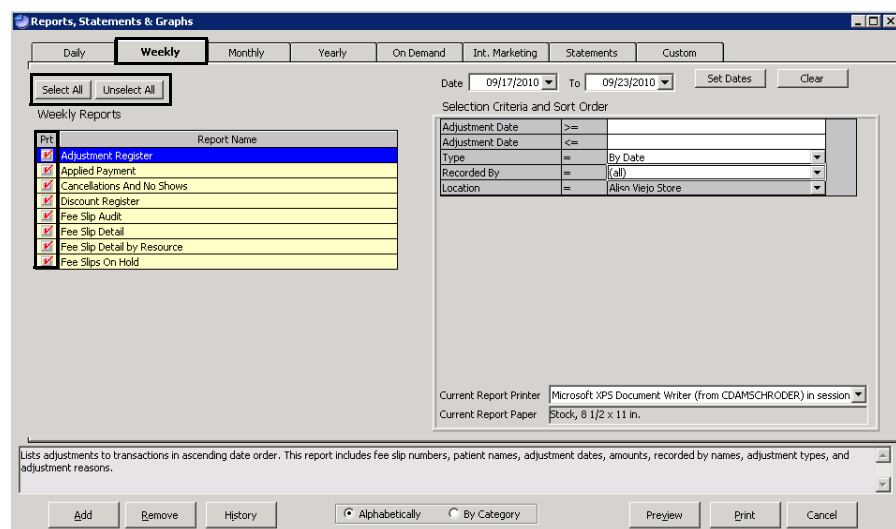 Reports, Statements & Graphs
Daily Weekly Monthly Yearly On Demand Int. Marketing Statements Custom
Select All Unselect All
Date 09/17/2010 To 09/23/2010 Set Dates Clear
Weekly Reports
Selection Criteria and Sort Order
Prt Report Name
Adjustment Register
Applied Payment
Cancellations And No Shows
Discount Register
Fee Slip Audit
Fee Slip Detail
Fee Slip Detail by Resource
Fee Slips On Hold
Adjustment Date >=
Adjustment Date <=
Type = By Date
Recorded By = (all)
Location = Aliso Viejo Store
Current Report Printer Microsoft XPS Document Writer (from CDAMSCHRODER) in session
Current Report Paper Stock, 8 1/2 x 11 in.
Lists adjustments to transactions in ascending date order. This report includes fee slip numbers, patient names, adjustment dates, amounts, recorded by names, adjustment types, and
adjustment reasons.
Add Remove History Alphabetically By Category Preview Print Cancel